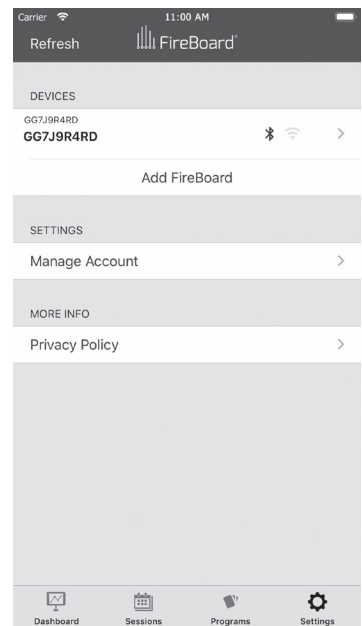 Carrier 11:00 AM
Refresh FireBoard™
DEVICES
GG7J9R4RD
GG7J9R4RD
Add FireBoard
SETTINGS
Manage Account
MORE INFO
Privacy Policy
Dashboard Sessions Programs Settings